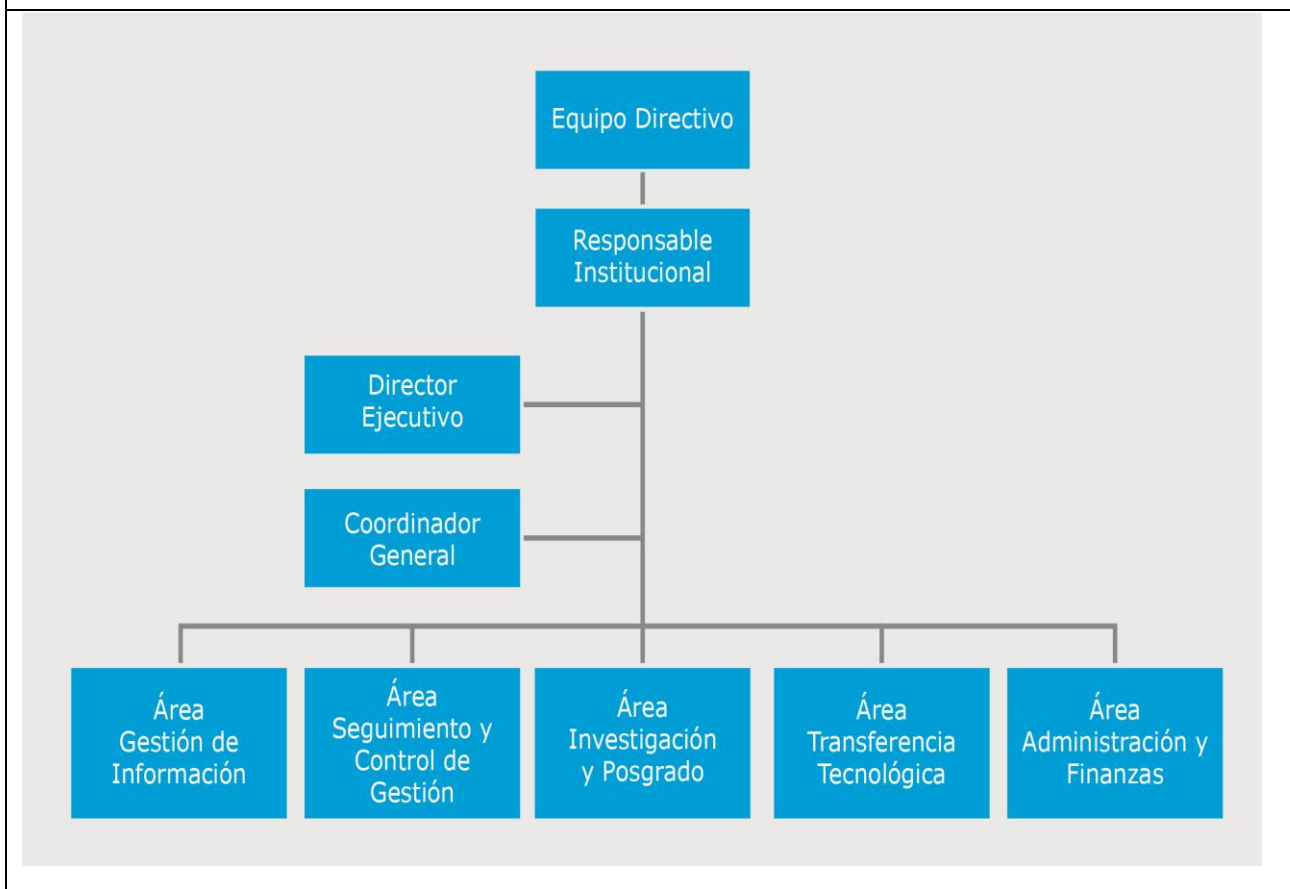 Equipo Directivo
Responsable
Institucional
Director
Ejecutivo
Coordinador
General
Área
Gestión de
Información
Área
Seguimiento y
Control de
Gestión
Área
Investigación
y Posgrado
Área
Transferencia
Tecnológica
Área
Administración y
Finanzas